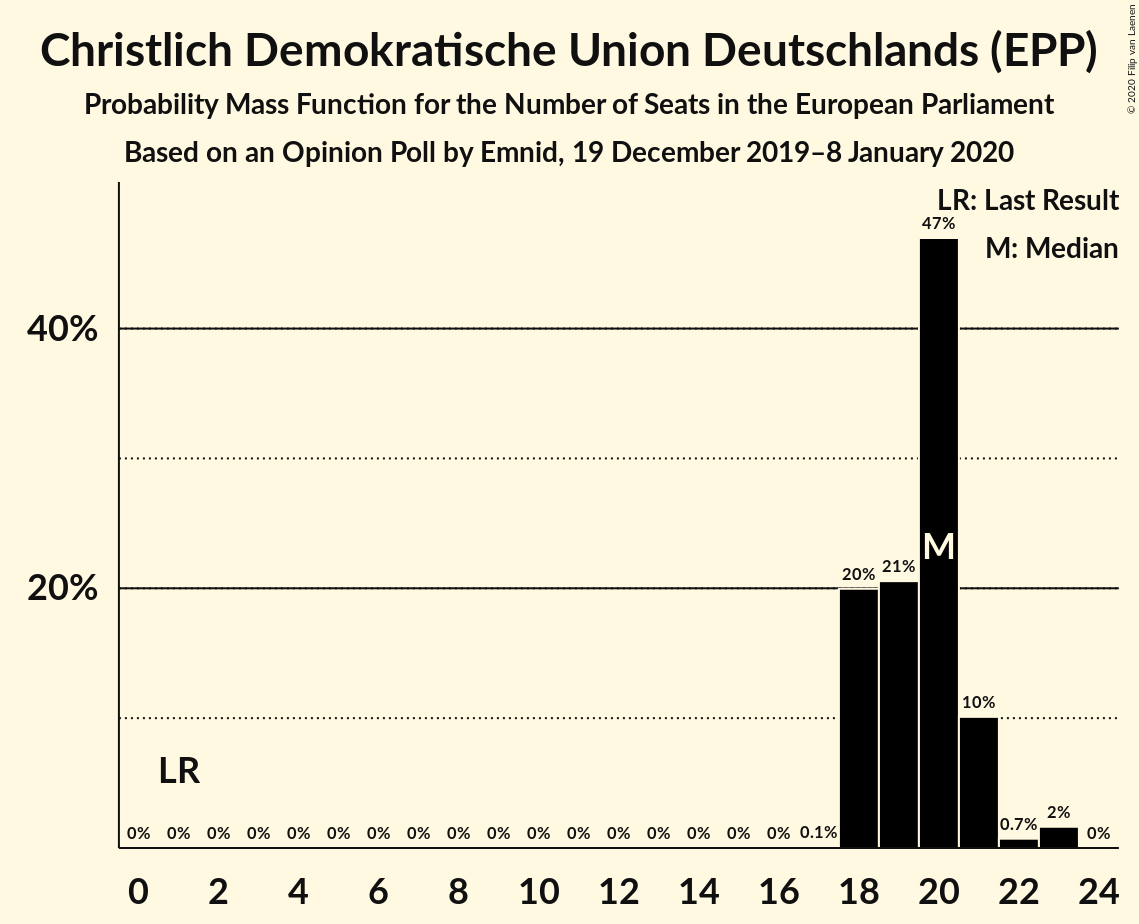 Christlich Demokratische Union Deutschlands (EPP)
Probability Mass Function for the Number of Seats in the European Parliament
Based on an Opinion Poll by Emnid, 19 December 2019–8 January 2020
© 2020 Filip van Laenen
LR: Last Result
47%
M: Median
40%
M
20% 21%
20%
10%
LR
2%
0.7%
0% 0% 0% 0% 0% 0% 0% 0% 0% 0% 0% 0% 0% 0% 0% 0% 0% 0.1% 0%
0 2 4 6 8 10 12 14 16 18 20 22 24